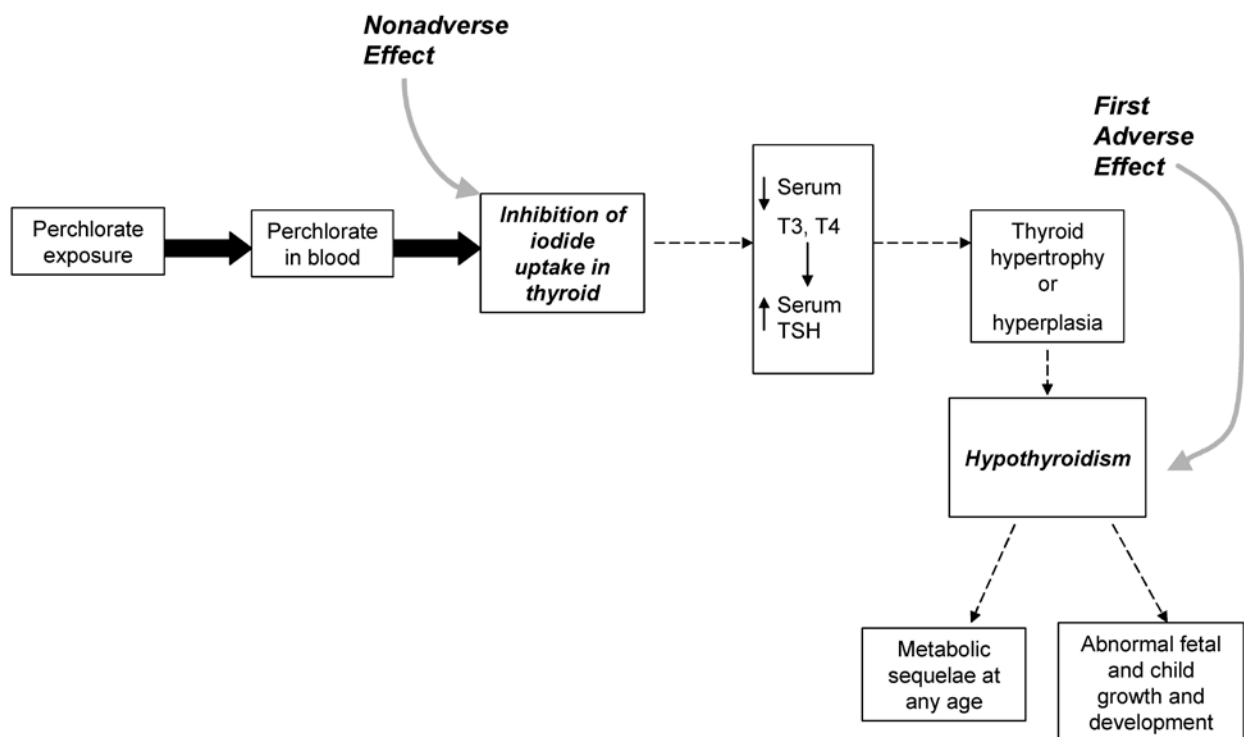 Nonadverse
Effect
First
Adverse
Effect
Perchlorate
exposure
Perchlorate
in blood
Inhibition of
iodide
uptake in
thyroid
↓ Serum
T3, T4
↑ Serum
TSH
Thyroid
hypertrophy
or
hyperplasia
Hypothyroidism
Metabolic
sequelae at
any age
Abnormal fetal
and child
growth and
development